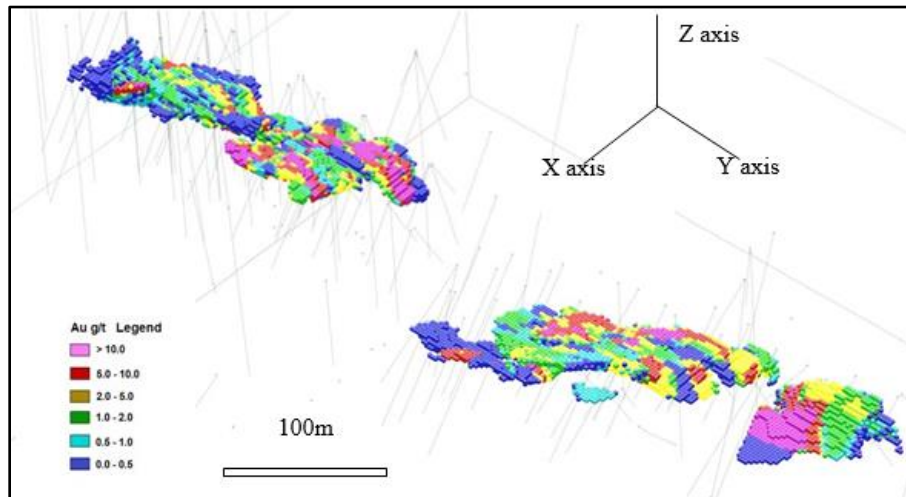 Z axis
X axis
Y axis
Au g/t Legend
> 10.0
5.0 - 10.0
2.0 - 5.0
1.0 - 2.0
0.5 - 1.0
0.0 - 0.5
100m